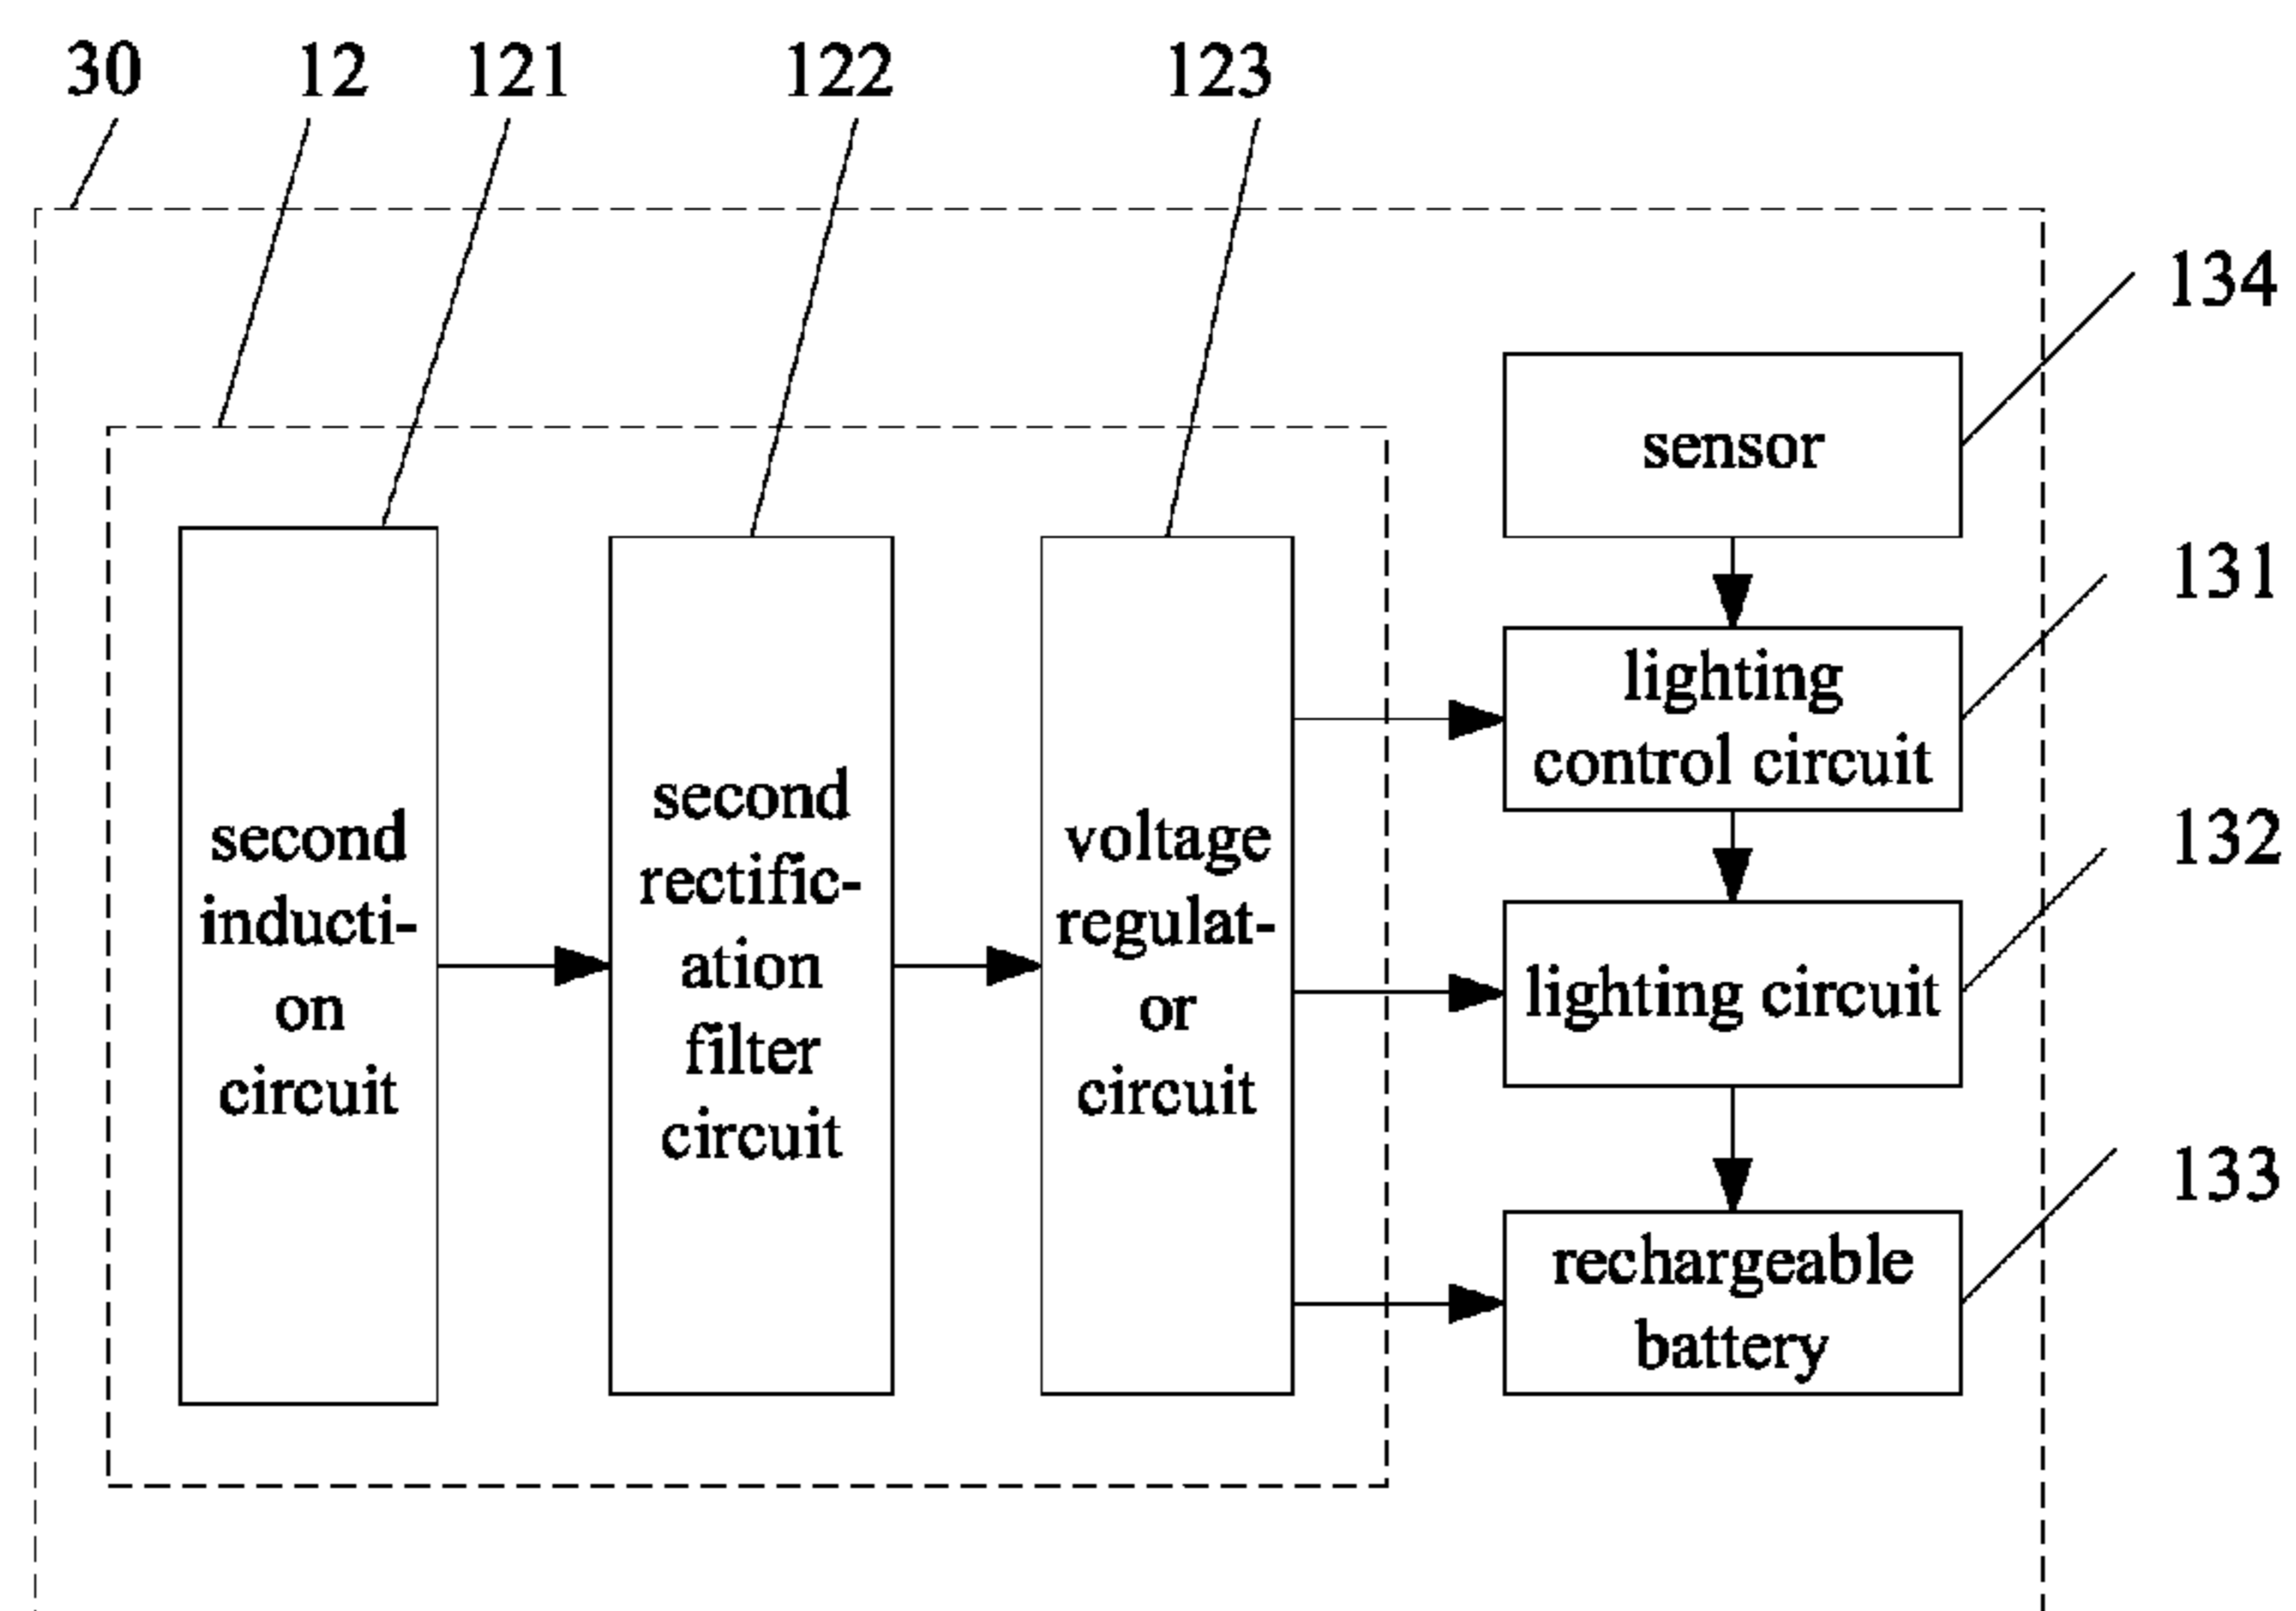 30
12
121
122
123
134
sensor
131
lighting
control circuit
132
second
inducti-
on
circuit
second
rectific-
ation
filter
circuit
voltage
regulat-
or
circuit
lighting circuit
133
rechargeable
battery